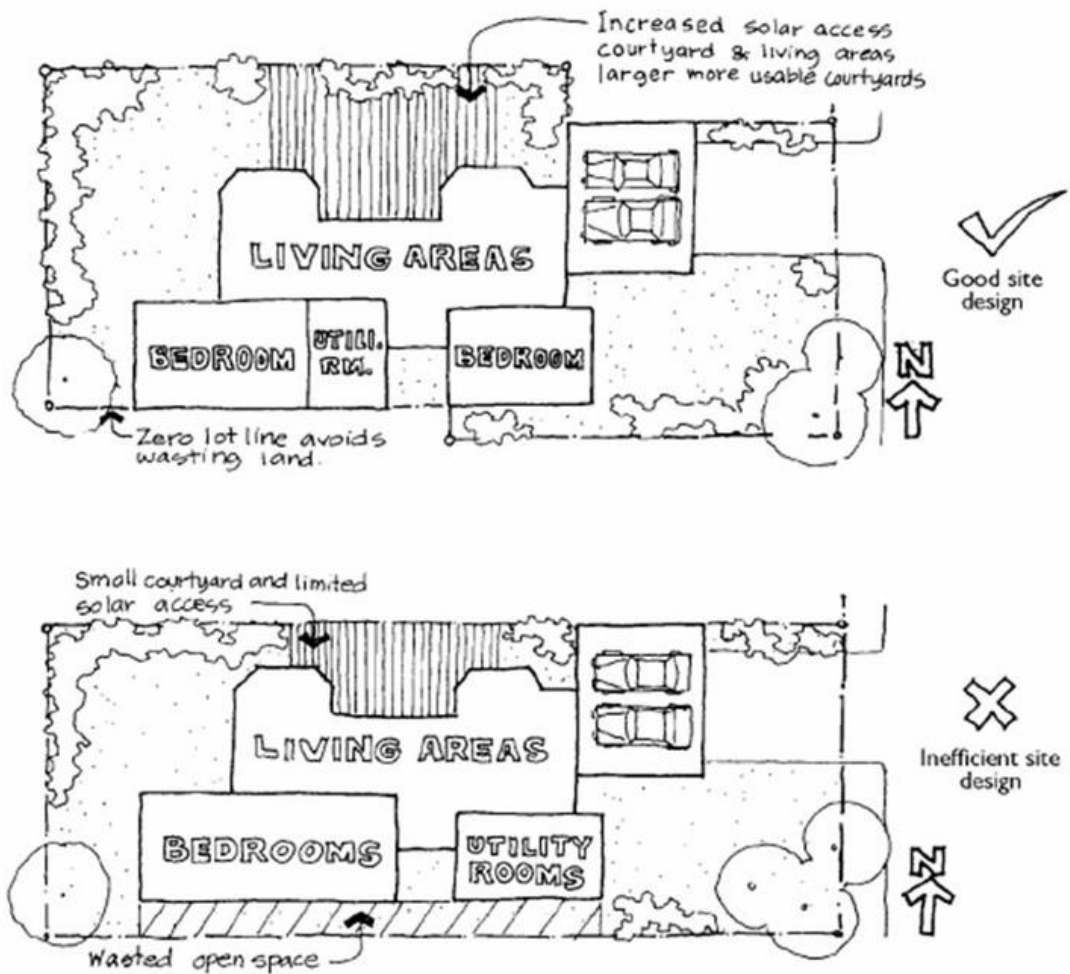 Increased solar access
courtyard & living areas
larger more usable courtyards
LIVING AREAS
BEDROOM
UTILI.
RM.
BEDROOM
Good site
design
N
Zero lot line avoids
wasting land.
Small courtyard and limited
solar access
LIVING AREAS
BEDROOMS
UTILITY
ROOMS
Inefficient site
design
N
Wasted open space